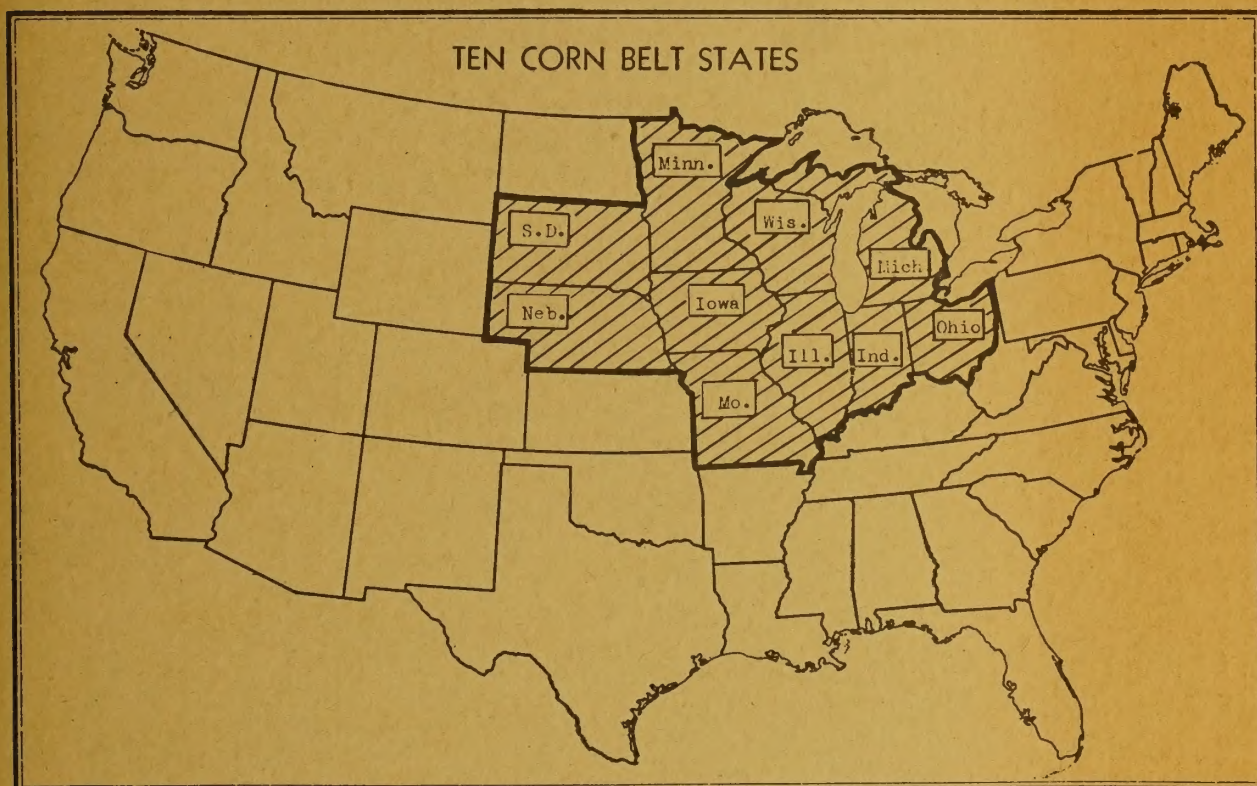 TEN CORN BELT STATES
Minn.
S.D.
Wis.
Mich
Neb.
Iowa
Ohio
Ill.
Ind.
Mo.